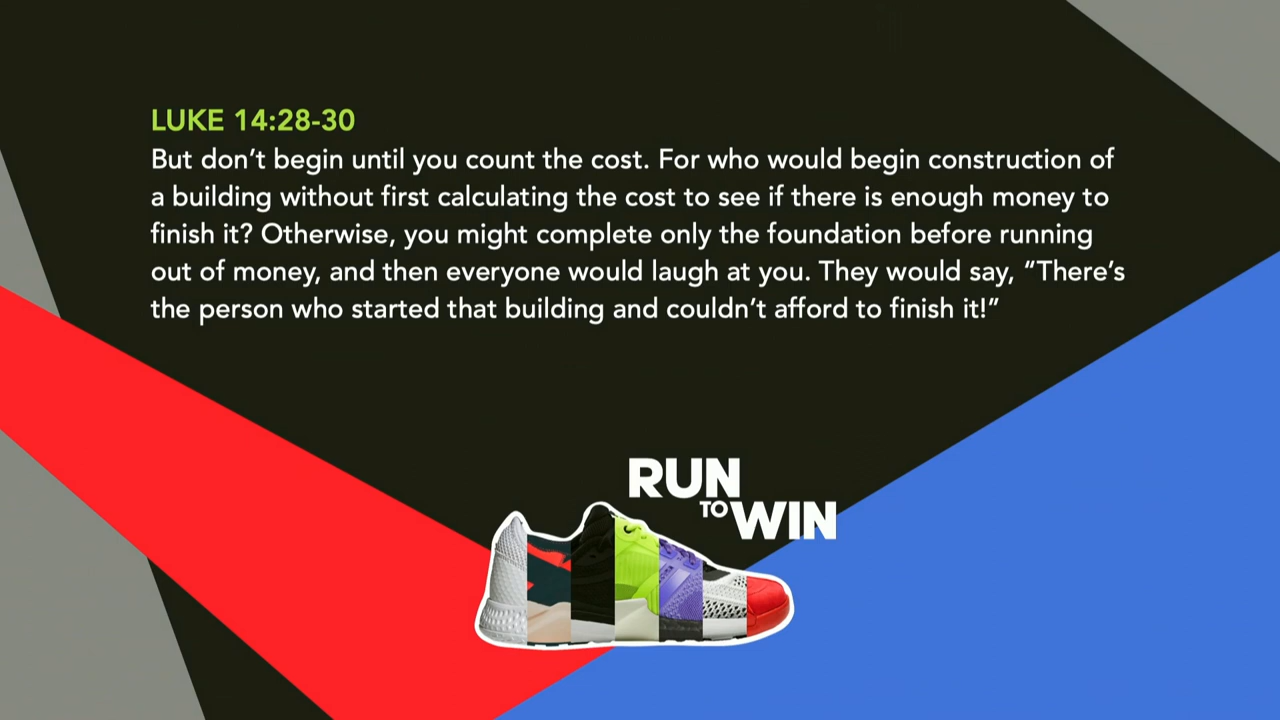 LUKE 14:28-30
But don’t begin until you count the cost. For who would begin construction of
a building without first calculating the cost to see if there is enough money to
finish it? Otherwise, you might complete only the foundation before running
out of money, and then everyone would laugh at you. They would say, “There’s
the person who started that building and couldn’t afford to finish it!”
RUN
TO WIN